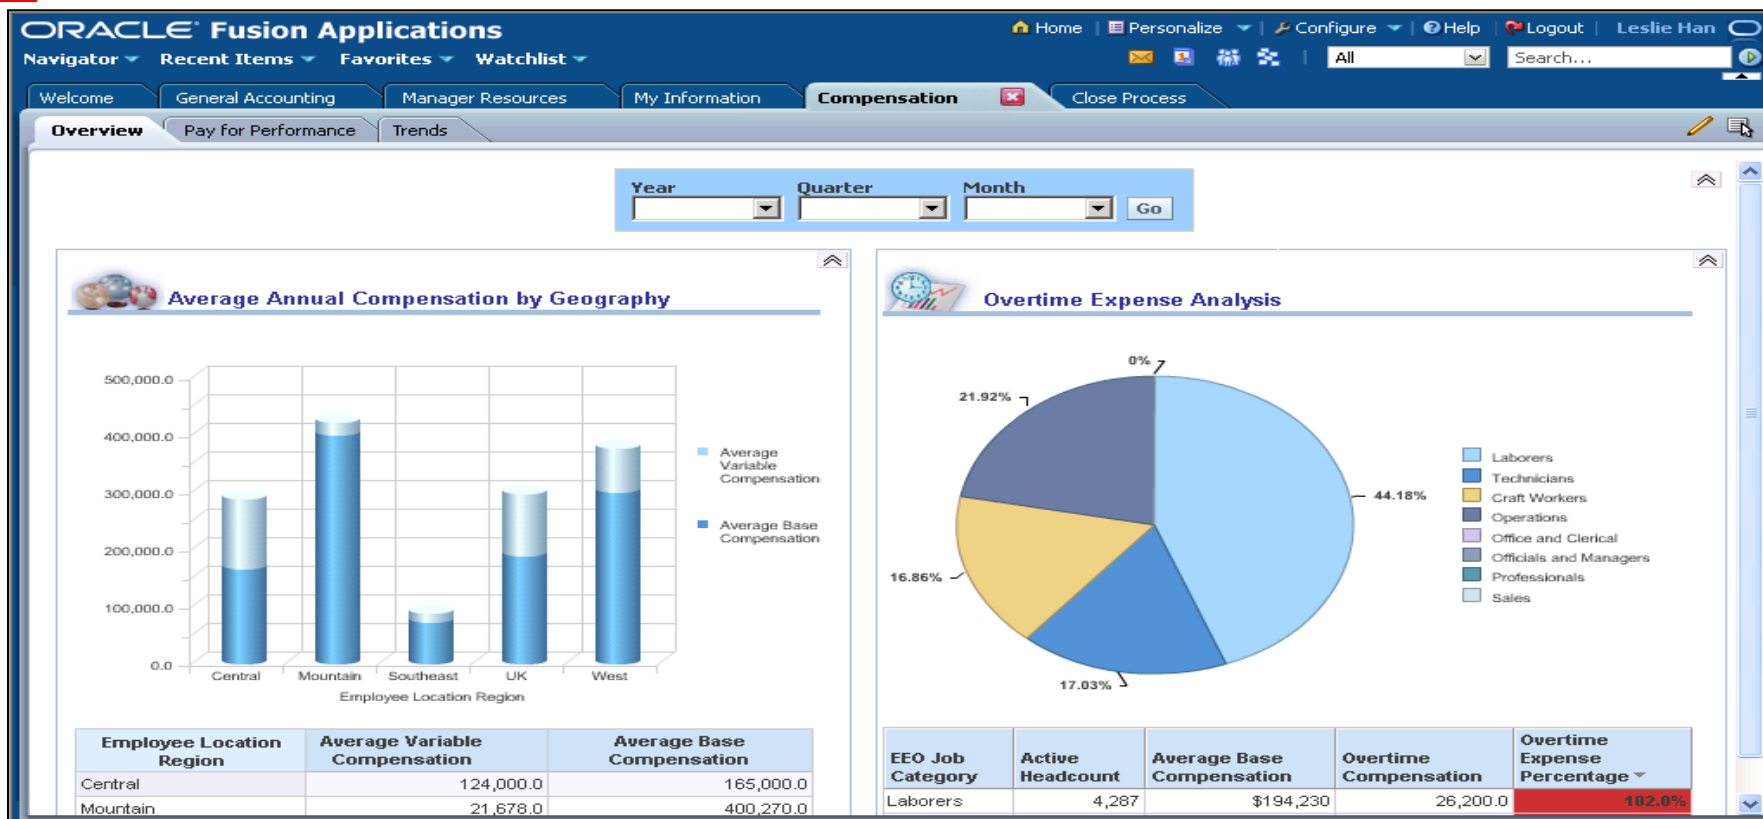 ORACLE Fusion Applications
Home Personalize Configure Help Logout Leslie Han
Navigator Recent Items Favorites Watchlist
All Search...
Welcome General Accounting Manager Resources My Information Compensation Close Process
Overview Pay for Performance Trends
Year Quarter Month
Go
Average Annual Compensation by Geography
500,000.0
400,000.0
300,000.0
200,000.0
100,000.0
0.0
Central Mountain Southeast UK West
Employee Location Region
Average
Variable
Compensation
Average Base
Compensation
Employee Location
Region
Average Variable
Compensation
Average Base
Compensation
Central 124,000.0 165,000.0
Mountain 21,678.0 400,270.0
Overtime Expense Analysis
0%
21.92%
44.18%
16.86%
17.03%
Laborers
Technicians
Craft Workers
Operations
Office and Clerical
Officials and Managers
Professionals
Sales
EEO Job
Category
Active
Headcount
Average Base
Compensation
Overtime
Compensation
Overtime
Expense
Percentage
Laborers 4,287 $194,230 26,200.0 102.0%